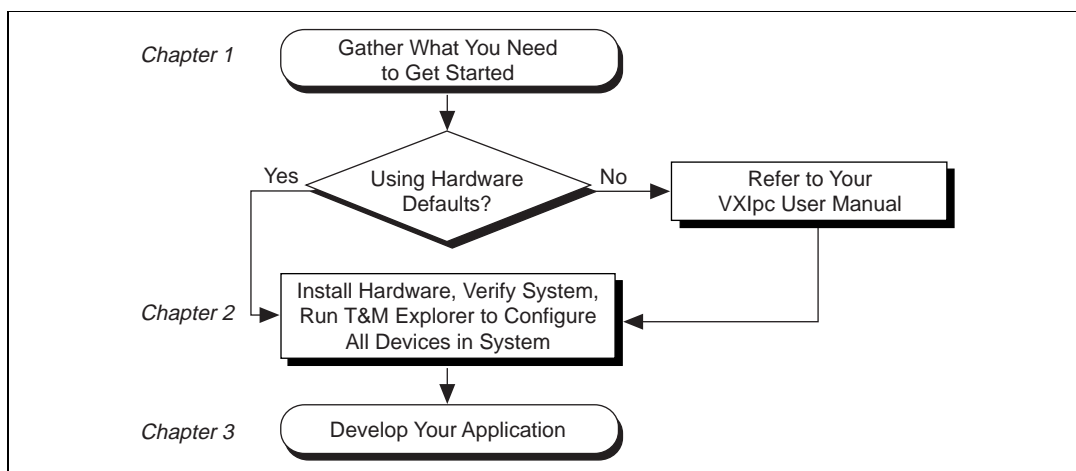 Chapter 1
Gather What You Need
to Get Started
Yes
Using Hardware
Defaults?
No
Refer to Your
VXIpc User Manual
Chapter 2
Install Hardware, Verify System,
Run T&M Explorer to Configure
All Devices in System
Chapter 3
Develop Your Application